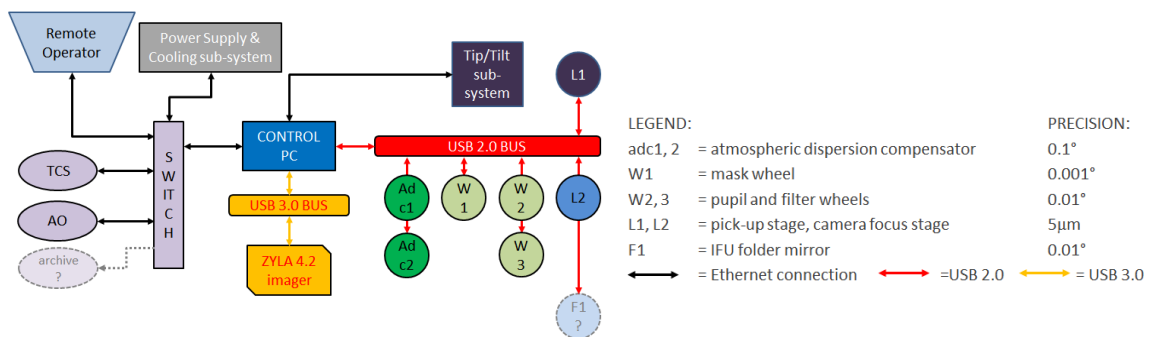 Remote
Operator
Power Supply &
Cooling sub-system
Tip/Tilt
sub-
system
L1
S
W
I
T
C
H
CONTROL
PC
USB 2.0 BUS
TCS
AO
archive
?
USB 3.0 BUS
ZYLA 4.2
imager
Ad
c1
Ad
c2
W
1
W
2
W
3
L2
F1
?
LEGEND: PRECISION:
adc1, 2 = atmospheric dispersion compensator 0.1°
W1 = mask wheel 0.001°
W2, 3 = pupil and filter wheels 0.01°
L1, L2 = pick-up stage, camera focus stage 5μm
F1 = IFU folder mirror 0.01°
= Ethernet connection =USB 2.0 = USB 3.0